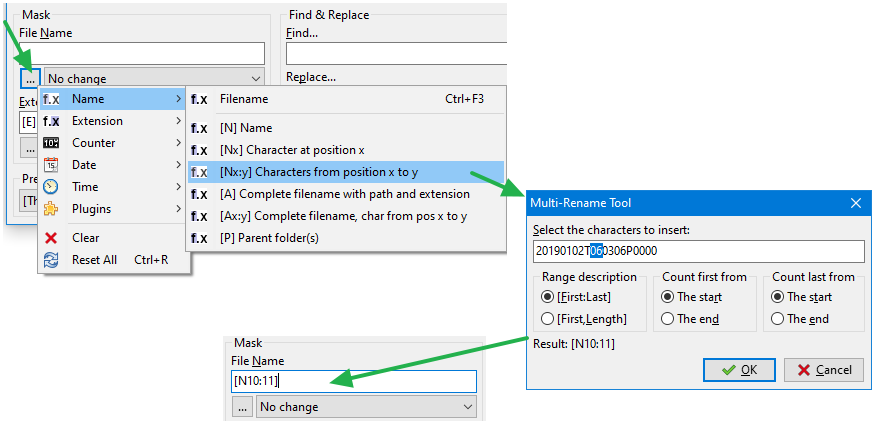 Mask
File Name
... No change
Exte
[E]
...
Pre
[Th
Find & Replace
Find...
Replace...
f.x Name >
f.x Extension >
101 Counter >
Date >
Time >
Plugins >
Clear
Reset All Ctrl+R
f.x Filename Ctrl+F3
f.x [N] Name
f.x [Nx] Character at position x
f.x [Nx:y] Characters from position x to y
f.x [A] Complete filename with path and extension
f.x [Ax:y] Complete filename, char from pos x to y
f.x [P] Parent folder(s)
Multi-Rename Tool
Select the characters to insert:
20190102T060306P0000
Range description
[First:Last]
[First,Length]
Count first from
The start
The end
Count last from
The start
The end
Result: [N10:11]
OK Cancel
Mask
File Name
[N10:11]
... No change